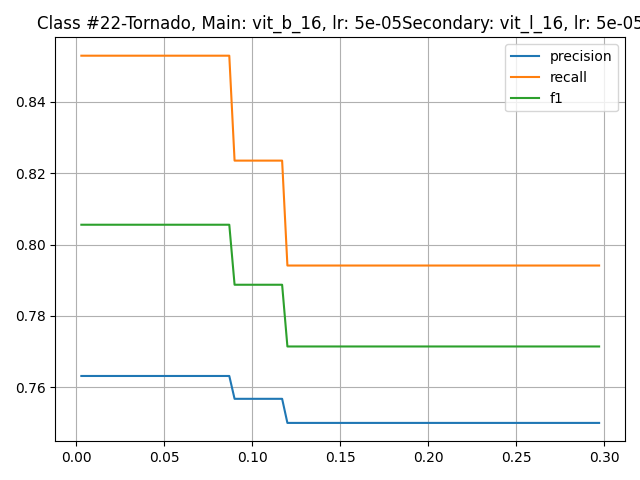 Class #22-Tornado, Main: vit_b_16, lr: 5e-05Secondary: vit_l_16, lr: 5e-05
precision
recall
f1
0.84
0.82
0.80
0.78
0.76
0.00 0.05 0.10 0.15 0.20 0.25 0.30